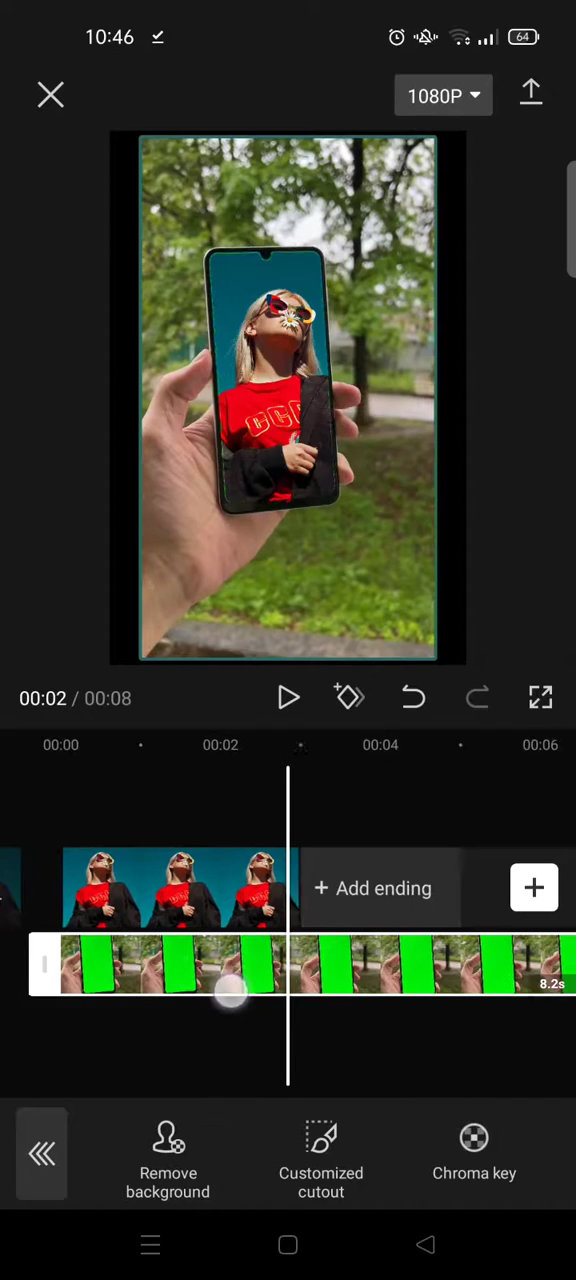 10:46
64
1080P
CCC
00:02 / 00:08
00:00
00:02
00:04
00:06
+ Add ending
8.2s
Remove
background
Customized
cutout
Chroma key